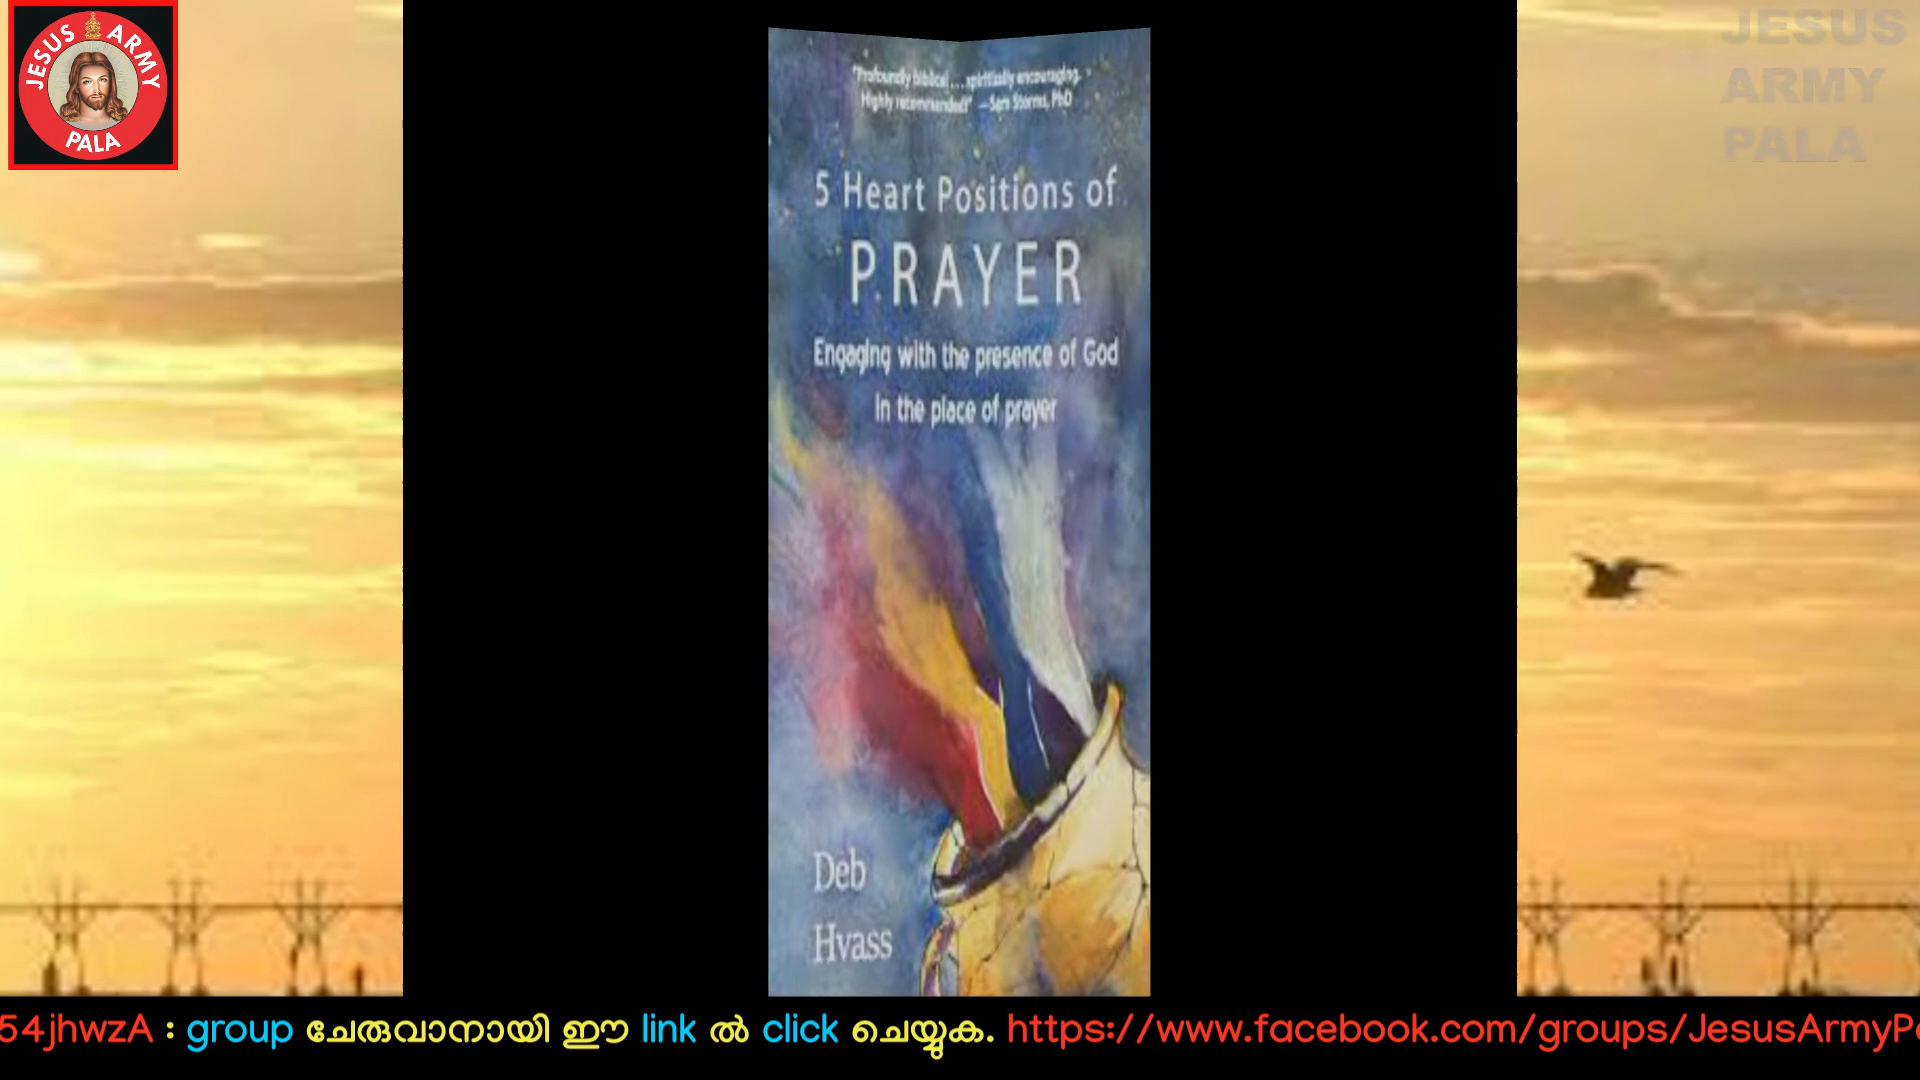 JESUS ARMY
PALA
JESUS
ARMY
PALA
"Profoundly biblical . . . spiritually encouraging.
Highly recommended!" —Sam Storms, PhD
5 Heart Positions of
PRAYER
Engaging with the presence of God
in the place of prayer
Deb
Hvass
54jhwzA : group ചേരുവാനായി ഈ link ൽ click ചെയ്യുക. https://www.facebook.com/groups/JesusArmyPa